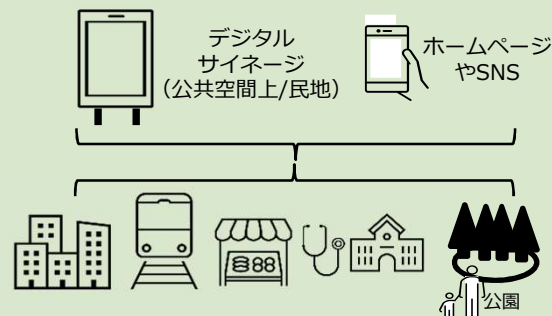 デジタル
サイネージ
（公共空間上/民地）
ホームページ
やSNS
公園